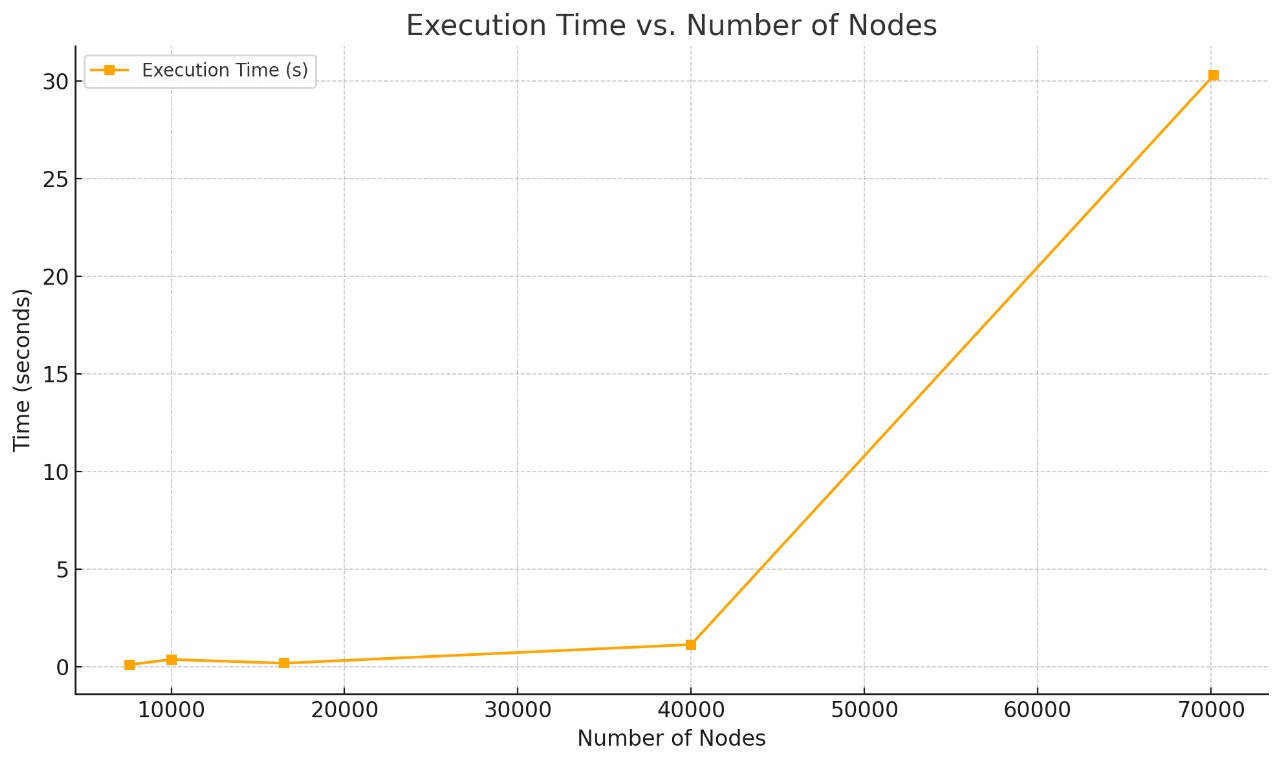 Execution Time vs. Number of Nodes
Execution Time (s)
30
25
20
15
10
5
0
Time (seconds)
10000 20000 30000 40000 50000 60000 70000
Number of Nodes